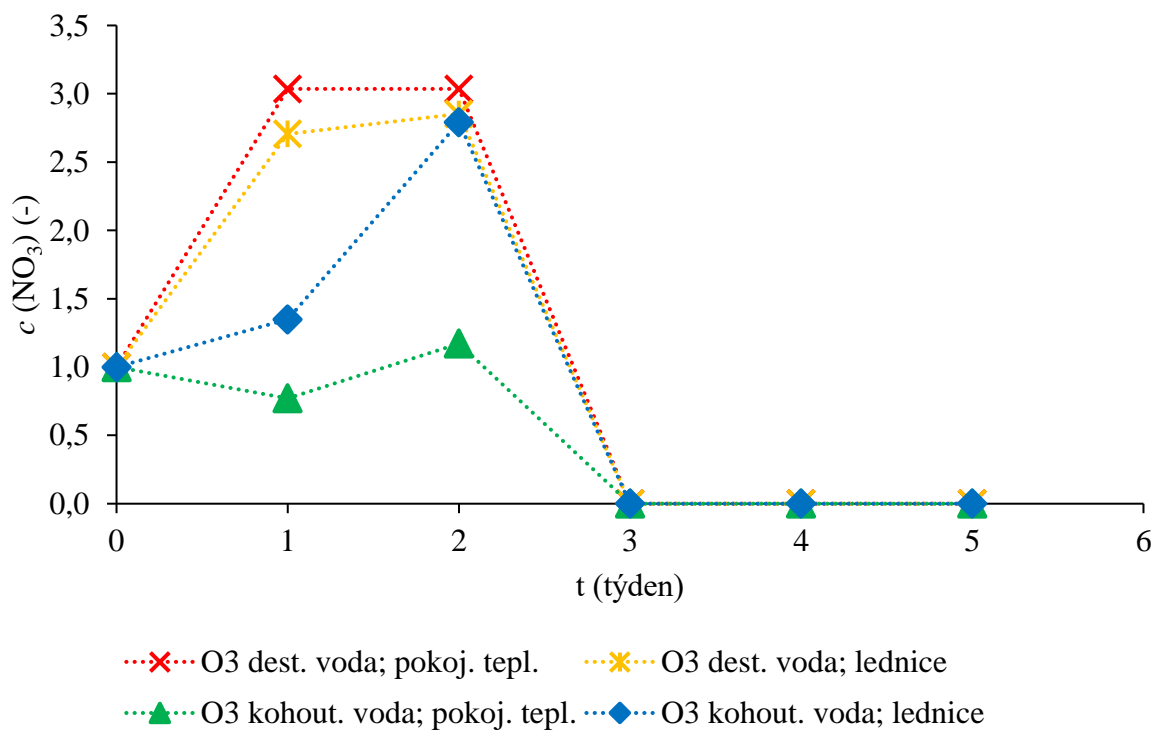 3,5
3,0
2,5
2,0
1,5
1,0
0,5
0,0
c (NO₃) (-)
0 1 2 3 4 5 6
t (týden)
O3 dest. voda; pokoj. tepl. O3 dest. voda; lednice
O3 kohout. voda; pokoj. tepl. O3 kohout. voda; lednice